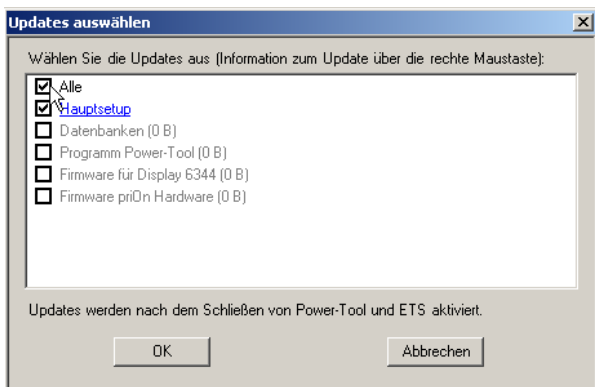 Updates auswählen
Wählen Sie die Updates aus (Information zum Update über die rechte Maustaste):
Alle
Hauptsetup
Datenbanken (0 B)
Programm Power-Tool (0 B)
Firmware für Display 6344 (0 B)
Firmware priOn Hardware (0 B)
Updates werden nach dem Schließen von Power-Tool und ETS aktiviert.
OK
Abbrechen